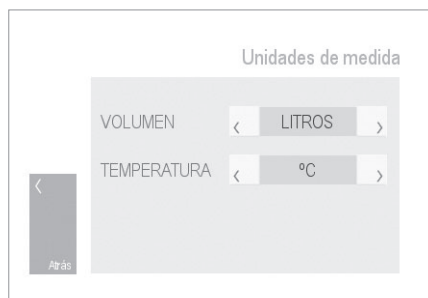 Unidades de medida
VOLUMEN < LITROS >
TEMPERATURA < ºC >
<
Atrás